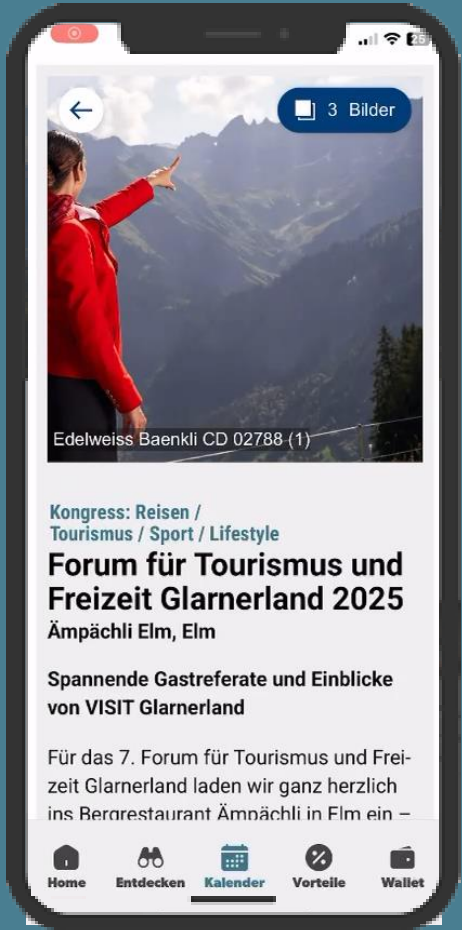 25
3 Bilder
Edelweiss Baenkli CD 02788 (1)
Kongress: Reisen /
Tourismus / Sport / Lifestyle
Forum für Tourismus und
Freizeit Glarnerland 2025
Ämpächli Elm, Elm
Spannende Gastreferate und Einblicke
von VISIT Glarnerland
Für das 7. Forum für Tourismus und Frei-
zeit Glarnerland laden wir ganz herzlich
ins Bergrestaurant Ämpächli in Elm ein –
Home Entdecken Kalender Vorteile Wallet